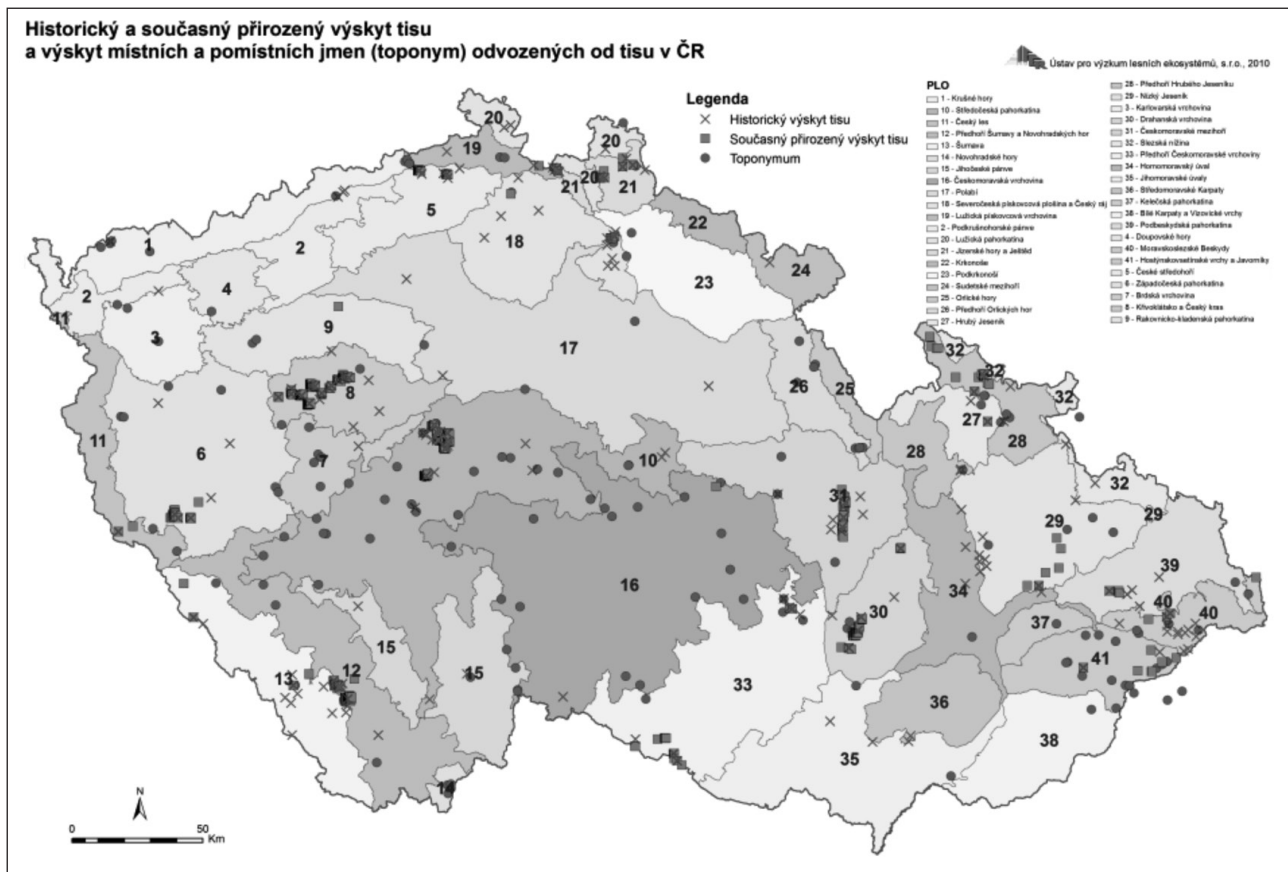 Historický a současný přirozený výskyt tisu
a výskyt místních a pomístních jmen (toponym) odvozených od tisu v ČR
Ústav pro výzkum lesních ekosystémů, s.r.o., 2010
Legenda
Historický výskyt tisu
Současný přirozený výskyt tisu
Toponymum
PLO
1 - Krušné hory
10 - Středočeská pahorkatina
11 - Český les
12 - Předhoří Šumavy a Novohradských hor
13 - Šumava
14 - Novohradské hory
15 - Jihočeské pánve
16 - Českomoravská vrchovina
17 - Polabí
18 - Severočeská pískovcová plošina a Český ráj
19 - Lužická pískovcová vrchovina
2 - Podkrušnohorské pánve
20 - Lužická pahorkatina
21 - Jizerské hory a Ještěd
22 - Krkonoše
23 - Podkrkonoší
24 - Sudetské mezihoří
25 - Orlické hory
26 - Předhoří Orlických hor
27 - Hrubý Jeseník
28 - Předhoří Hrubého Jeseníku
29 - Nízký Jeseník
3 - Karlovarská vrchovina
30 - Drahanská vrchovina
31 - Českomoravské mezihoří
32 - Slezská nížina
33 - Předhoří Českomoravské vrchoviny
34 - Hornomoravský úval
35 - Jihomoravské úvaly
36 - Středomoravské Karpaty
37 - Kelečská pahorkatina
38 - Bílé Karpaty a Vizovické vrchy
39 - Podbeskydská pahorkatina
4 - Doupovské hory
40 - Moravskoslezské Beskydy
41 - Hostýnskovsetínské vrchy a Javorníky
5 - České středohoří
6 - Západočeská pahorkatina
7 - Brdská vrchovina
8 - Křivoklátsko a Český kras
9 - Rakovnicko-kladenská pahorkatina
20
19
20
21
20
21
5
1
2
18
22
23
24
2
4
11
3
9
17
32
32
26
25
8
27
32
11
28
28
6
7
10
32
31
29
29
16
39
34
30
40
40
37
15
41
13
12
15
33
36
35
38
14
N
0
50
Km